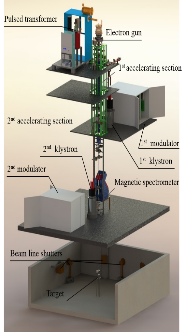 Pulsed transformer
Electron gun
1st accelerating section
2nd accelerating section
1st modulator
2nd klystron
1st klystron
2nd modulator
Magnetic spectrometer
Beam line shutters
Target